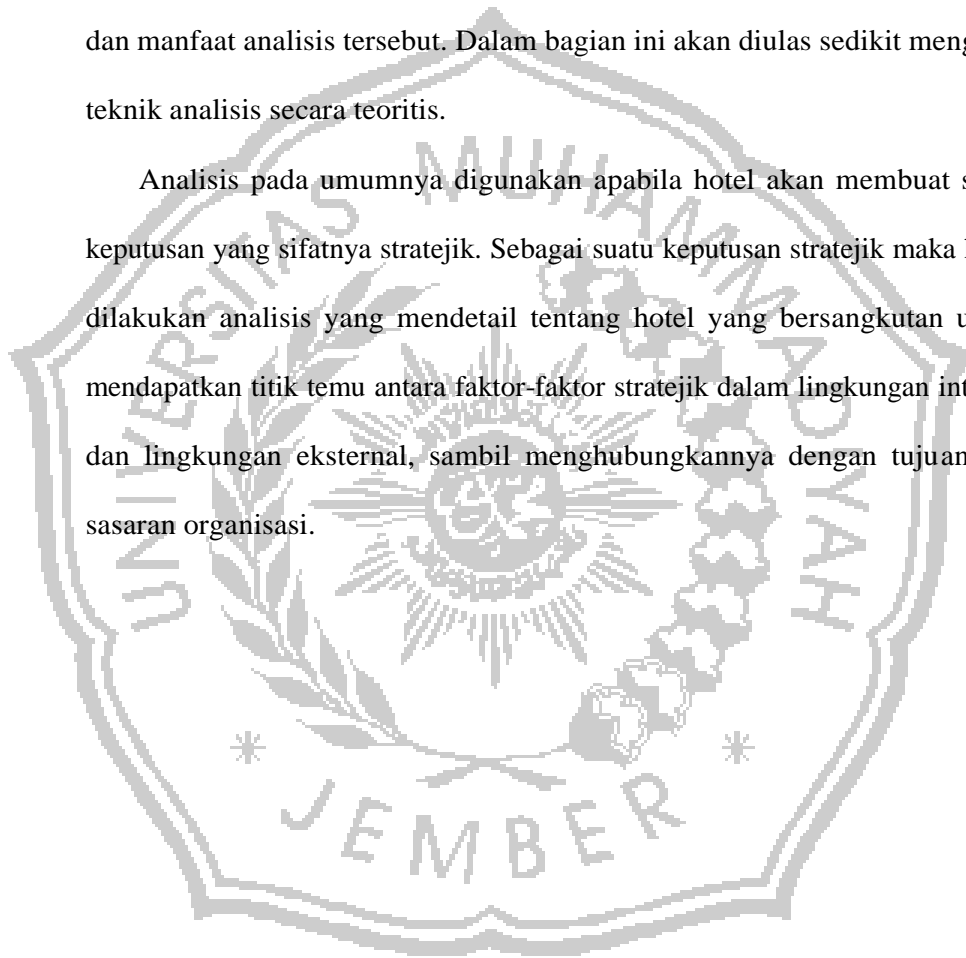 dan manfaat analisis tersebut. Dalam bagian ini akan diulas sedikit
teknik analisis secara teoritis.
Analisis pada umumnya digunakan apabila hotel akan membuat
keputusan yang sifatnya stratejik. Sebagai suatu keputusan stratejik maka
dilakukan analisis yang mendetail tentang hotel yang bersangkutan
mendapatkan titik temu antara faktor-faktor stratejik dalam lingkungan
dan lingkungan eksternal, sambil menghubungkannya dengan tujuan
sasaran organisasi.
UNIVERSITAS MUHAMMADIYAH
* JEMBER *